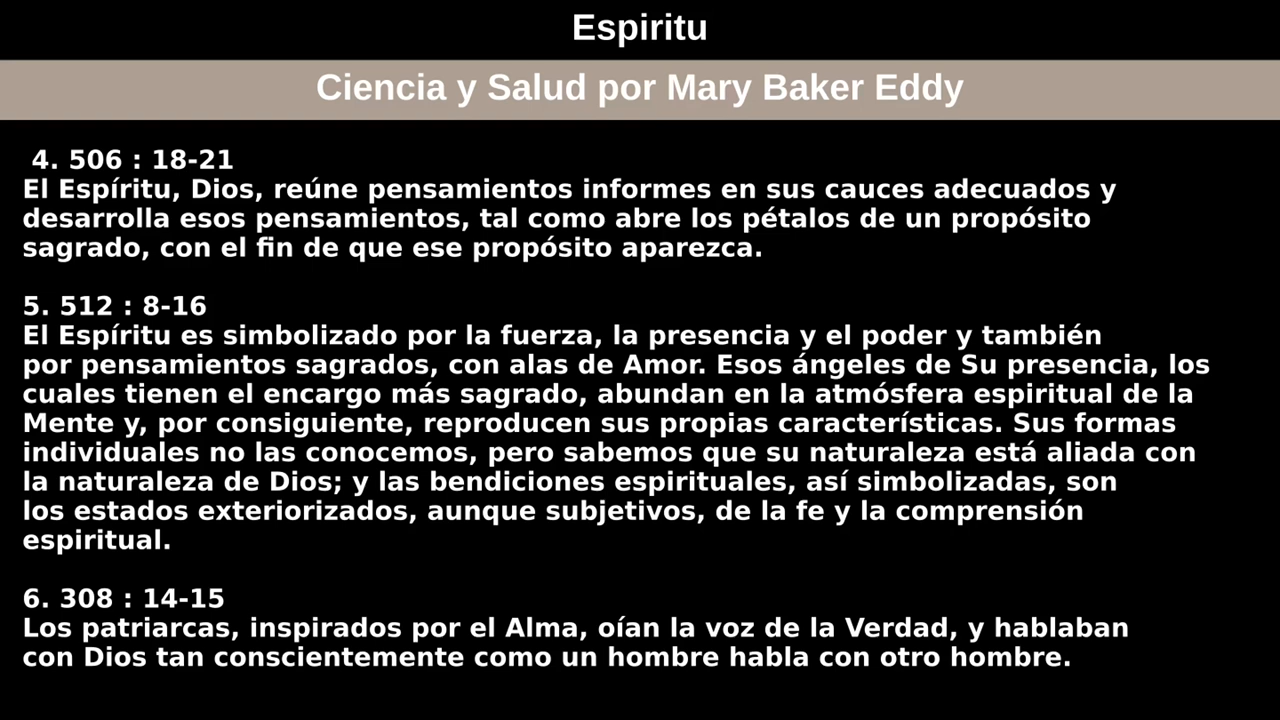 Espiritu
Ciencia y Salud por Mary Baker Eddy
4. 506 : 18-21
El Espíritu, Dios, reúne pensamientos informes en sus cauces adecuados y
desarrolla esos pensamientos, tal como abre los pétalos de un propósito
sagrado, con el fin de que ese propósito aparezca.
5. 512 : 8-16
El Espíritu es simbolizado por la fuerza, la presencia y el poder y también
por pensamientos sagrados, con alas de Amor. Esos ángeles de Su presencia, los
cuales tienen el encargo más sagrado, abundan en la atmósfera espiritual de la
Mente y, por consiguiente, reproducen sus propias características. Sus formas
individuales no las conocemos, pero sabemos que su naturaleza está aliada con
la naturaleza de Dios; y las bendiciones espirituales, así simbolizadas, son
los estados exteriorizados, aunque subjetivos, de la fe y la comprensión
espiritual.
6. 308 : 14-15
Los patriarcas, inspirados por el Alma, oían la voz de la Verdad, y hablaban
con Dios tan conscientemente como un hombre habla con otro hombre.